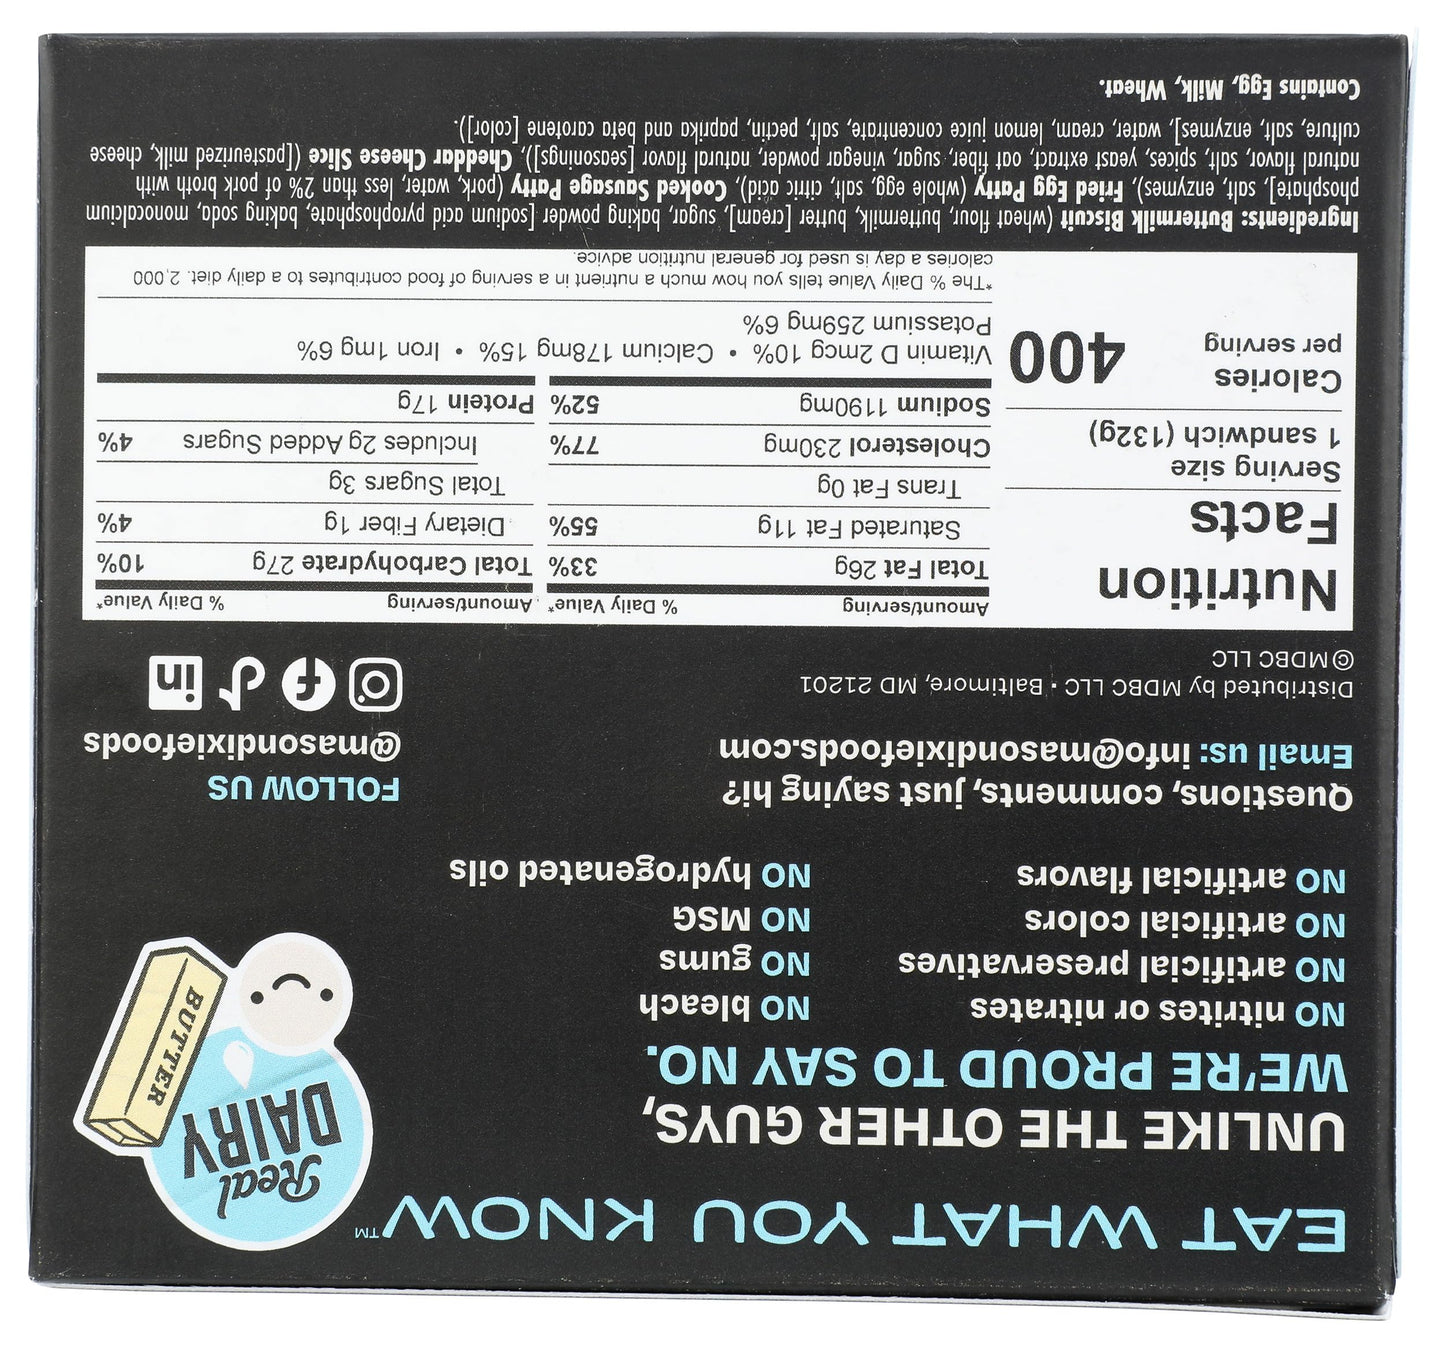 EAT WHAT YOU KNOW™
Real
DAIRY
BUTTER
UNLIKE THE OTHER GUYS,
WE'RE PROUD TO SAY NO.
NO nitrites or nitrates
NO artificial preservatives
NO artificial colors
NO artificial flavors
NO bleach
NO gums
NO MSG
NO hydrogenated oils
Questions, comments, just saying hi?
Email us: info@masondixiefoods.com
FOLLOW US
@masondixiefoods
Distributed by MDBC LLC • Baltimore, MD 21201
© MDBC LLC
Nutrition
Facts
Serving size
1 sandwich (132g)
Calories
per serving
400
Amount/serving % Daily Value*
Total Fat 26g 33%
Saturated Fat 11g 55%
Trans Fat 0g
Cholesterol 230mg 77%
Sodium 1190mg 52%
Amount/serving % Daily Value*
Total Carbohydrate 27g 10%
Dietary Fiber 1g 4%
Total Sugars 3g
Includes 2g Added Sugars 4%
Protein 17g
Vitamin D 2mcg 10% • Calcium 178mg 15% • Iron 1mg 6%
Potassium 259mg 6%
*The % Daily Value tells you how much a nutrient in a serving of food contributes to a daily diet. 2,000
calories a day is used for general nutrition advice.
Ingredients: Buttermilk Biscuit (wheat flour, buttermilk, butter [cream], sugar, baking powder [sodium acid pyrophosphate, baking soda, monocalcium
phosphate], salt, enzymes), Fried Egg Patty (whole egg, salt, citric acid), Cooked Sausage Patty (pork, water, less than 2% of pork broth with
natural flavor, salt, spices, yeast extract, oat fiber, sugar, vinegar powder, natural flavor [seasonings]), Cheddar Cheese Slice ([pasteurized milk, cheese
culture, salt, enzymes], water, cream, lemon juice concentrate, salt, pectin, paprika and beta carotene [color]).
Contains Egg, Milk, Wheat.